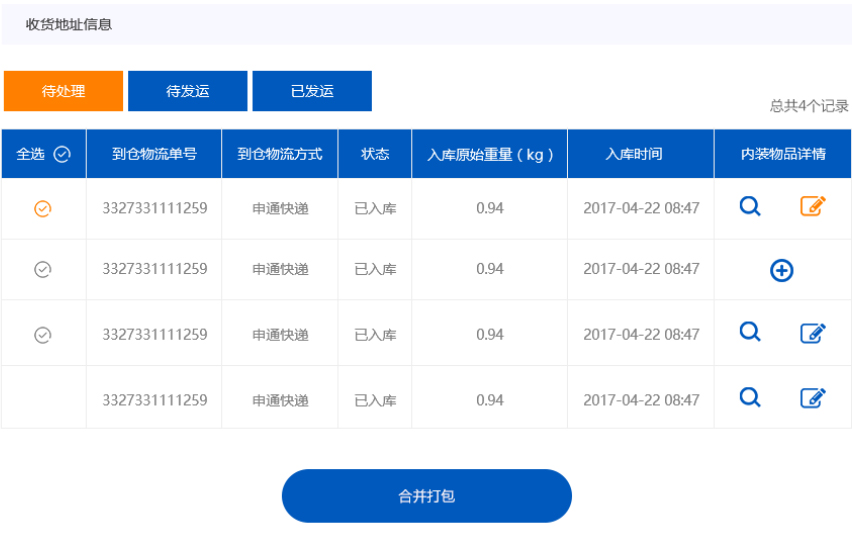 收货地址信息
待处理 待发运 已发运
总共4个记录
全选 到仓物流单号 到仓物流方式 状态 入库原始重量（kg） 入库时间 内装物品详情
3327331111259 申通快递 已入库 0.94 2017-04-22 08:47
3327331111259 申通快递 已入库 0.94 2017-04-22 08:47
3327331111259 申通快递 已入库 0.94 2017-04-22 08:47
3327331111259 申通快递 已入库 0.94 2017-04-22 08:47
合并打包